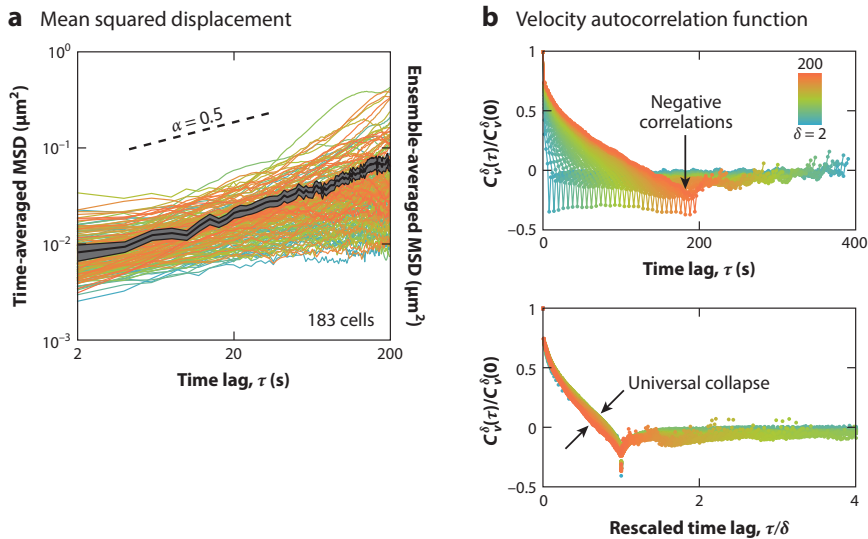 a Mean squared displacement
Time-averaged MSD (μm²)
10⁰
10⁻¹
10⁻²
10⁻³
α = 0.5
183 cells
2
20
200
Time lag, τ (s)
Ensemble-averaged MSD (μm²)
b Velocity autocorrelation function
C_v^δ(τ)/C_v^δ(0)
1
0.5
0
−0.5
Negative
correlations
200
δ = 2
0
200
400
Time lag, τ (s)
C_v^δ(τ)/C_v^δ(0)
1
0.5
0
−0.5
Universal collapse
0
2
4
Rescaled time lag, τ/δ